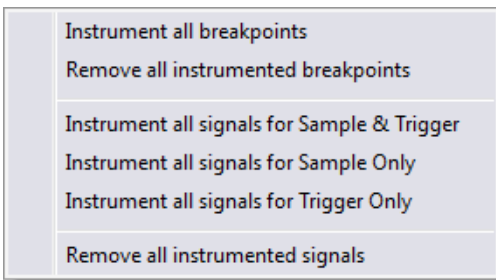 Instrument all breakpoints
Remove all instrumented breakpoints
Instrument all signals for Sample & Trigger
Instrument all signals for Sample Only
Instrument all signals for Trigger Only
Remove all instrumented signals